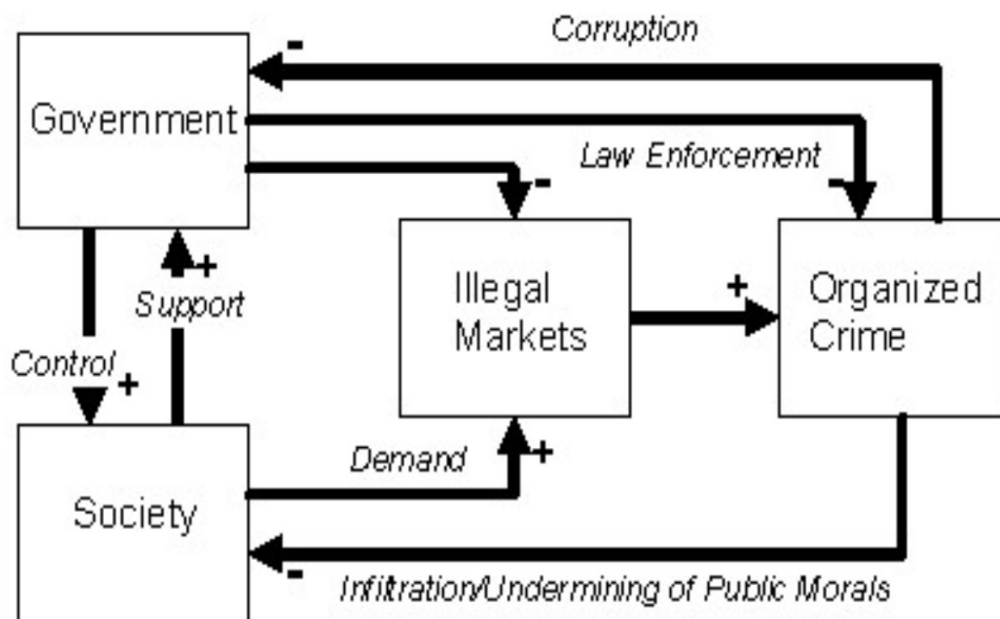 Corruption
Government
Law Enforcement
Illegal
Markets
Organized
Crime
Support
Control
Demand
Society
Infiltration/Undermining of Public Morals